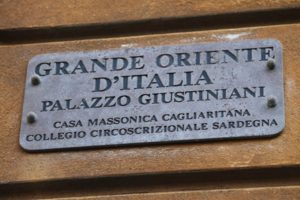 GRANDE ORIENTE
D'ITALIA
PALAZZO GIUSTINIANI
CASA MASSONICA CAGLIARITANA
COLLEGIO CIRCOSCRIZIONALE SARDEGNA